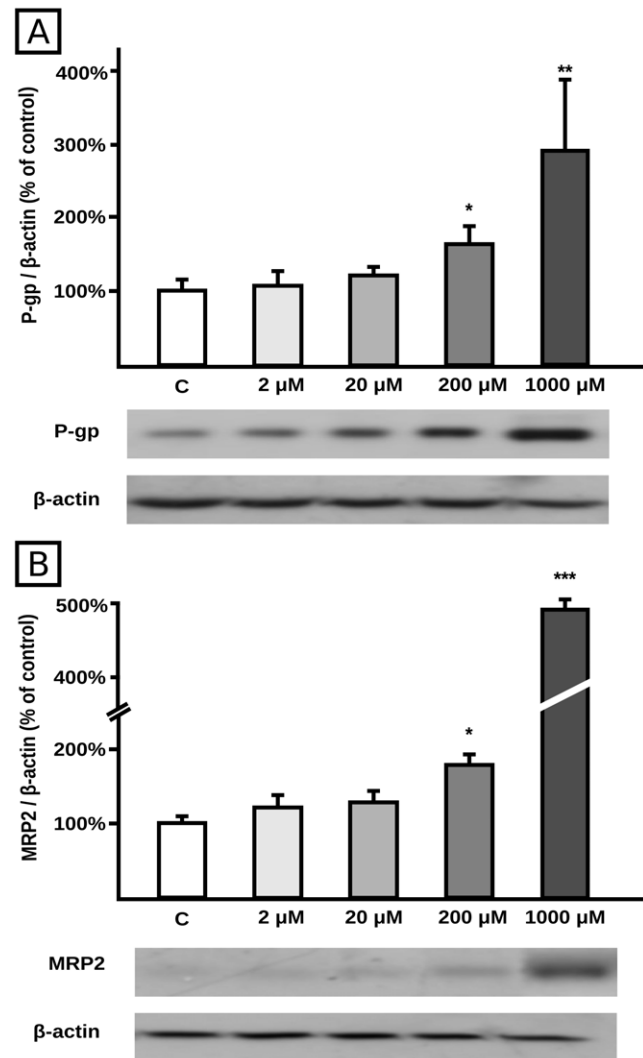 A
P-gp / β-actin (% of control)
400%
300%
200%
100%
**
*
C 2 µM 20 µM 200 µM 1000 µM
P-gp
β-actin
B
MRP2 / β-actin (% of control)
500%
400%
200%
100%
***
*
C 2 µM 20 µM 200 µM 1000 µM
MRP2
β-actin